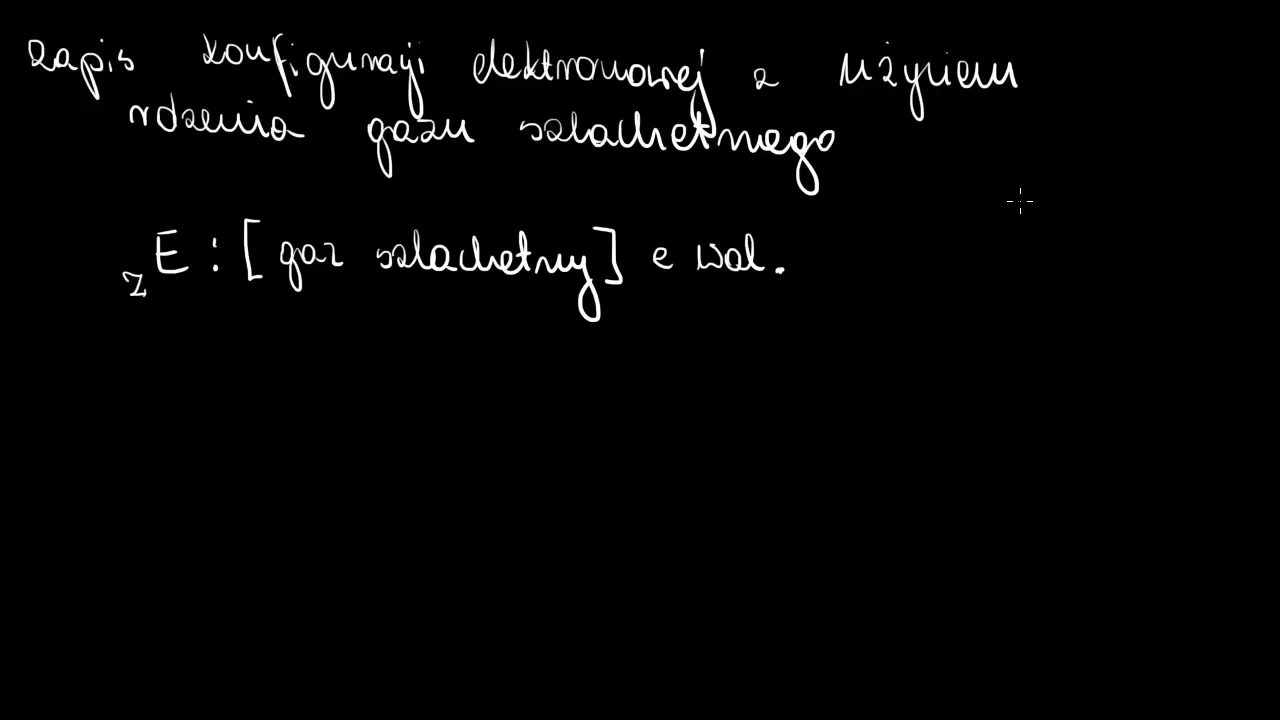 zapis konfiguracji elektronowej z użyciem
rdzenia gazu szlachetnego
zE : [gaz szlachetny] e wal.